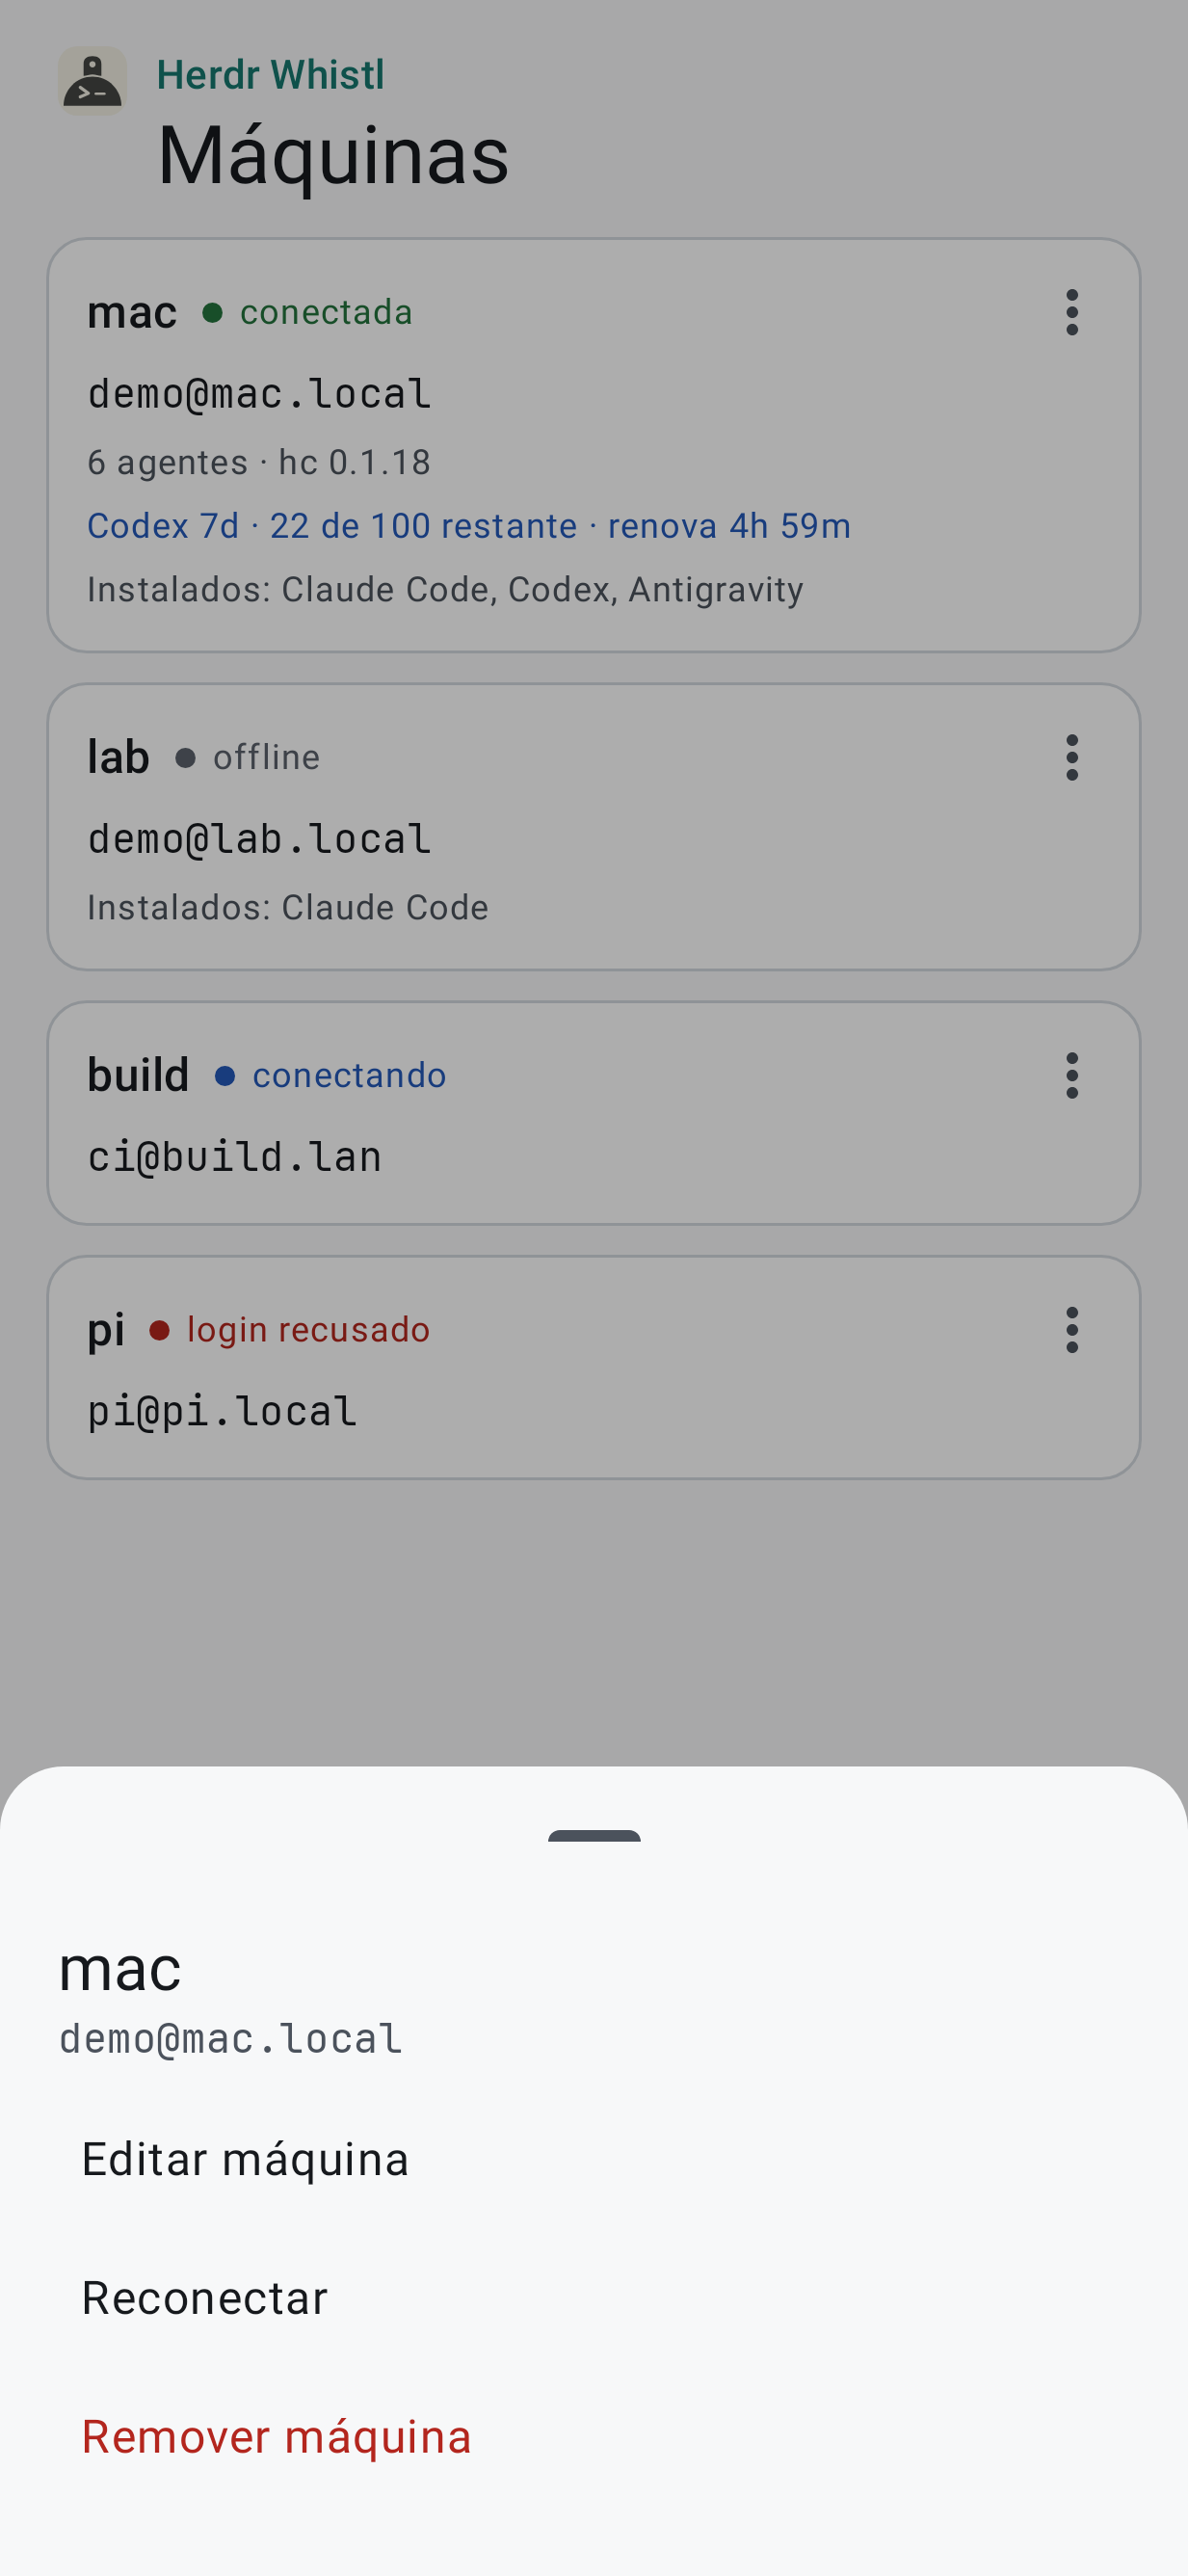 Herdr Whistl
Máquinas
mac conectada
demo@mac.local
6 agentes · hc 0.1.18
Codex 7d · 22 de 100 restante · renova 4h 59m
Instalados: Claude Code, Codex, Antigravity
lab offline
demo@lab.local
Instalados: Claude Code
build conectando
ci@build.lan
pi login recusado
pi@pi.local
mac
demo@mac.local
Editar máquina
Reconectar
Remover máquina